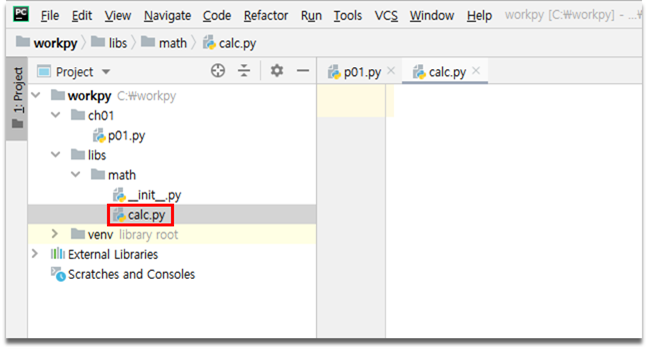 PC File Edit View Navigate Code Refactor Run Tools VCS Window Help workpy [C:₩workpy] - ...₩
workpy libs math calc.py
1: Project
Project
p01.py calc.py
workpy C:₩workpy
ch01
p01.py
libs
math
__init__.py
calc.py
venv library root
External Libraries
Scratches and Consoles